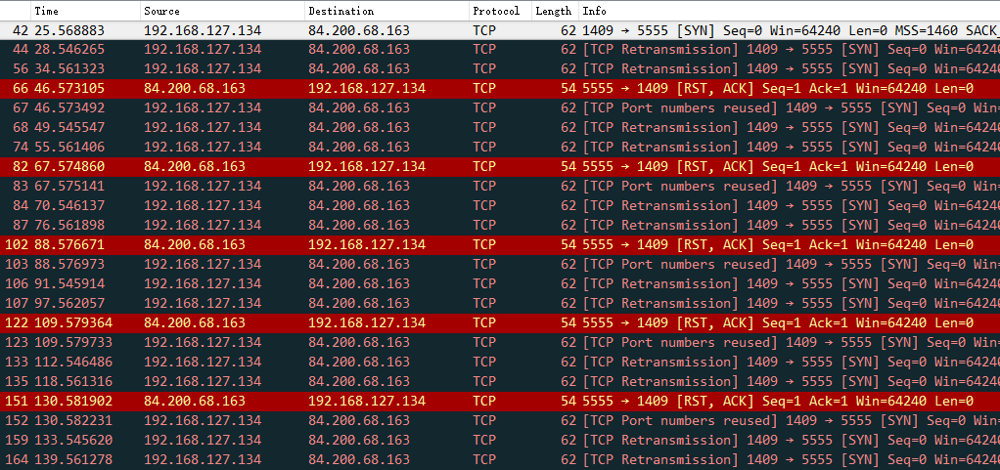 Time Source Destination Protocol Length Info
42 25.568883 192.168.127.134 84.200.68.163 TCP 62 1409 → 5555 [SYN] Seq=0 Win=64240 Len=0 MSS=1460 SACK_
44 28.546265 192.168.127.134 84.200.68.163 TCP 62 [TCP Retransmission] 1409 → 5555 [SYN] Seq=0 Win=6424
56 34.561323 192.168.127.134 84.200.68.163 TCP 62 [TCP Retransmission] 1409 → 5555 [SYN] Seq=0 Win=6424
66 46.573105 84.200.68.163 192.168.127.134 TCP 54 5555 → 1409 [RST, ACK] Seq=1 Ack=1 Win=64240 Len=0
67 46.573492 192.168.127.134 84.200.68.163 TCP 62 [TCP Port numbers reused] 1409 → 5555 [SYN] Seq=0 Win=
68 49.545547 192.168.127.134 84.200.68.163 TCP 62 [TCP Retransmission] 1409 → 5555 [SYN] Seq=0 Win=6424
74 55.561406 192.168.127.134 84.200.68.163 TCP 62 [TCP Retransmission] 1409 → 5555 [SYN] Seq=0 Win=6424
82 67.574860 84.200.68.163 192.168.127.134 TCP 54 5555 → 1409 [RST, ACK] Seq=1 Ack=1 Win=64240 Len=0
83 67.575141 192.168.127.134 84.200.68.163 TCP 62 [TCP Port numbers reused] 1409 → 5555 [SYN] Seq=0 Win=
84 70.546137 192.168.127.134 84.200.68.163 TCP 62 [TCP Retransmission] 1409 → 5555 [SYN] Seq=0 Win=6424
87 76.561898 192.168.127.134 84.200.68.163 TCP 62 [TCP Retransmission] 1409 → 5555 [SYN] Seq=0 Win=6424
102 88.576671 84.200.68.163 192.168.127.134 TCP 54 5555 → 1409 [RST, ACK] Seq=1 Ack=1 Win=64240 Len=0
103 88.576973 192.168.127.134 84.200.68.163 TCP 62 [TCP Port numbers reused] 1409 → 5555 [SYN] Seq=0 Win=
106 91.545914 192.168.127.134 84.200.68.163 TCP 62 [TCP Retransmission] 1409 → 5555 [SYN] Seq=0 Win=6424
107 97.562057 192.168.127.134 84.200.68.163 TCP 62 [TCP Retransmission] 1409 → 5555 [SYN] Seq=0 Win=6424
122 109.579364 84.200.68.163 192.168.127.134 TCP 54 5555 → 1409 [RST, ACK] Seq=1 Ack=1 Win=64240 Len=0
123 109.579733 192.168.127.134 84.200.68.163 TCP 62 [TCP Port numbers reused] 1409 → 5555 [SYN] Seq=0 Win=
133 112.546486 192.168.127.134 84.200.68.163 TCP 62 [TCP Retransmission] 1409 → 5555 [SYN] Seq=0 Win=6424
135 118.561316 192.168.127.134 84.200.68.163 TCP 62 [TCP Retransmission] 1409 → 5555 [SYN] Seq=0 Win=6424
151 130.581902 84.200.68.163 192.168.127.134 TCP 54 5555 → 1409 [RST, ACK] Seq=1 Ack=1 Win=64240 Len=0
152 130.582231 192.168.127.134 84.200.68.163 TCP 62 [TCP Port numbers reused] 1409 → 5555 [SYN] Seq=0 Win=
159 133.545620 192.168.127.134 84.200.68.163 TCP 62 [TCP Retransmission] 1409 → 5555 [SYN] Seq=0 Win=6424
164 139.561278 192.168.127.134 84.200.68.163 TCP 62 [TCP Retransmission] 1409 → 5555 [SYN] Seq=0 Win=6424